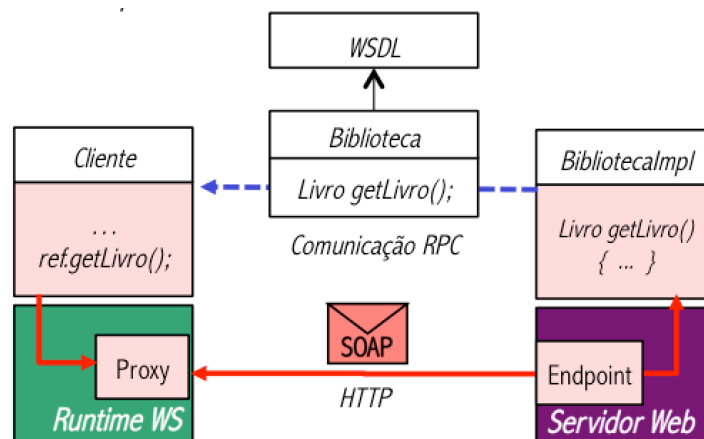 WSDL
Biblioteca
Livro getLivro();
Comunicação RPC
Cliente
...
ref.getLivro();
BibliotecaImpl
Livro getLivro()
{ ... }
SOAP
HTTP
Proxy
Runtime WS
Endpoint
Servidor Web